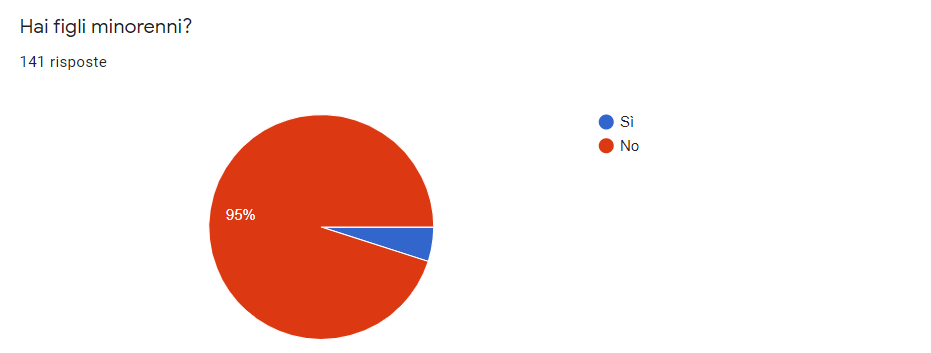 Hai figli minorenni?
141 risposte
Sì
No
95%